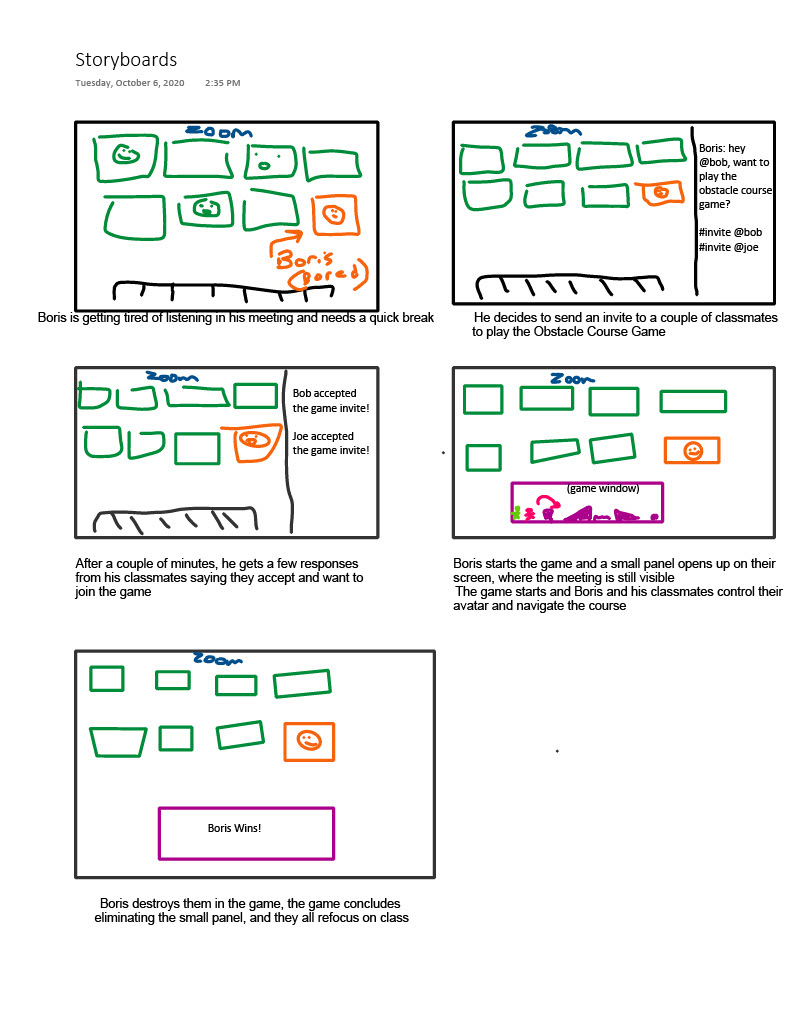 Storyboards
Tuesday, October 6, 2020 2:35 PM
Zoom
Boris
(bored)
Boris is getting tired of listening in his meeting and needs a quick break
Zoom
Boris: hey
@bob, want to
play the
obstacle course
game?
#invite @bob
#invite @joe
He decides to send an invite to a couple of classmates
to play the Obstacle Course Game
Zoom
Bob accepted
the game invite!
Joe accepted
the game invite!
After a couple of minutes, he gets a few responses
from his classmates saying they accept and want to
join the game
Zoom
(game window)
Boris starts the game and a small panel opens up on their
screen, where the meeting is still visible
The game starts and Boris and his classmates control their
avatar and navigate the course
Zoom
Boris Wins!
Boris destroys them in the game, the game concludes
eliminating the small panel, and they all refocus on class